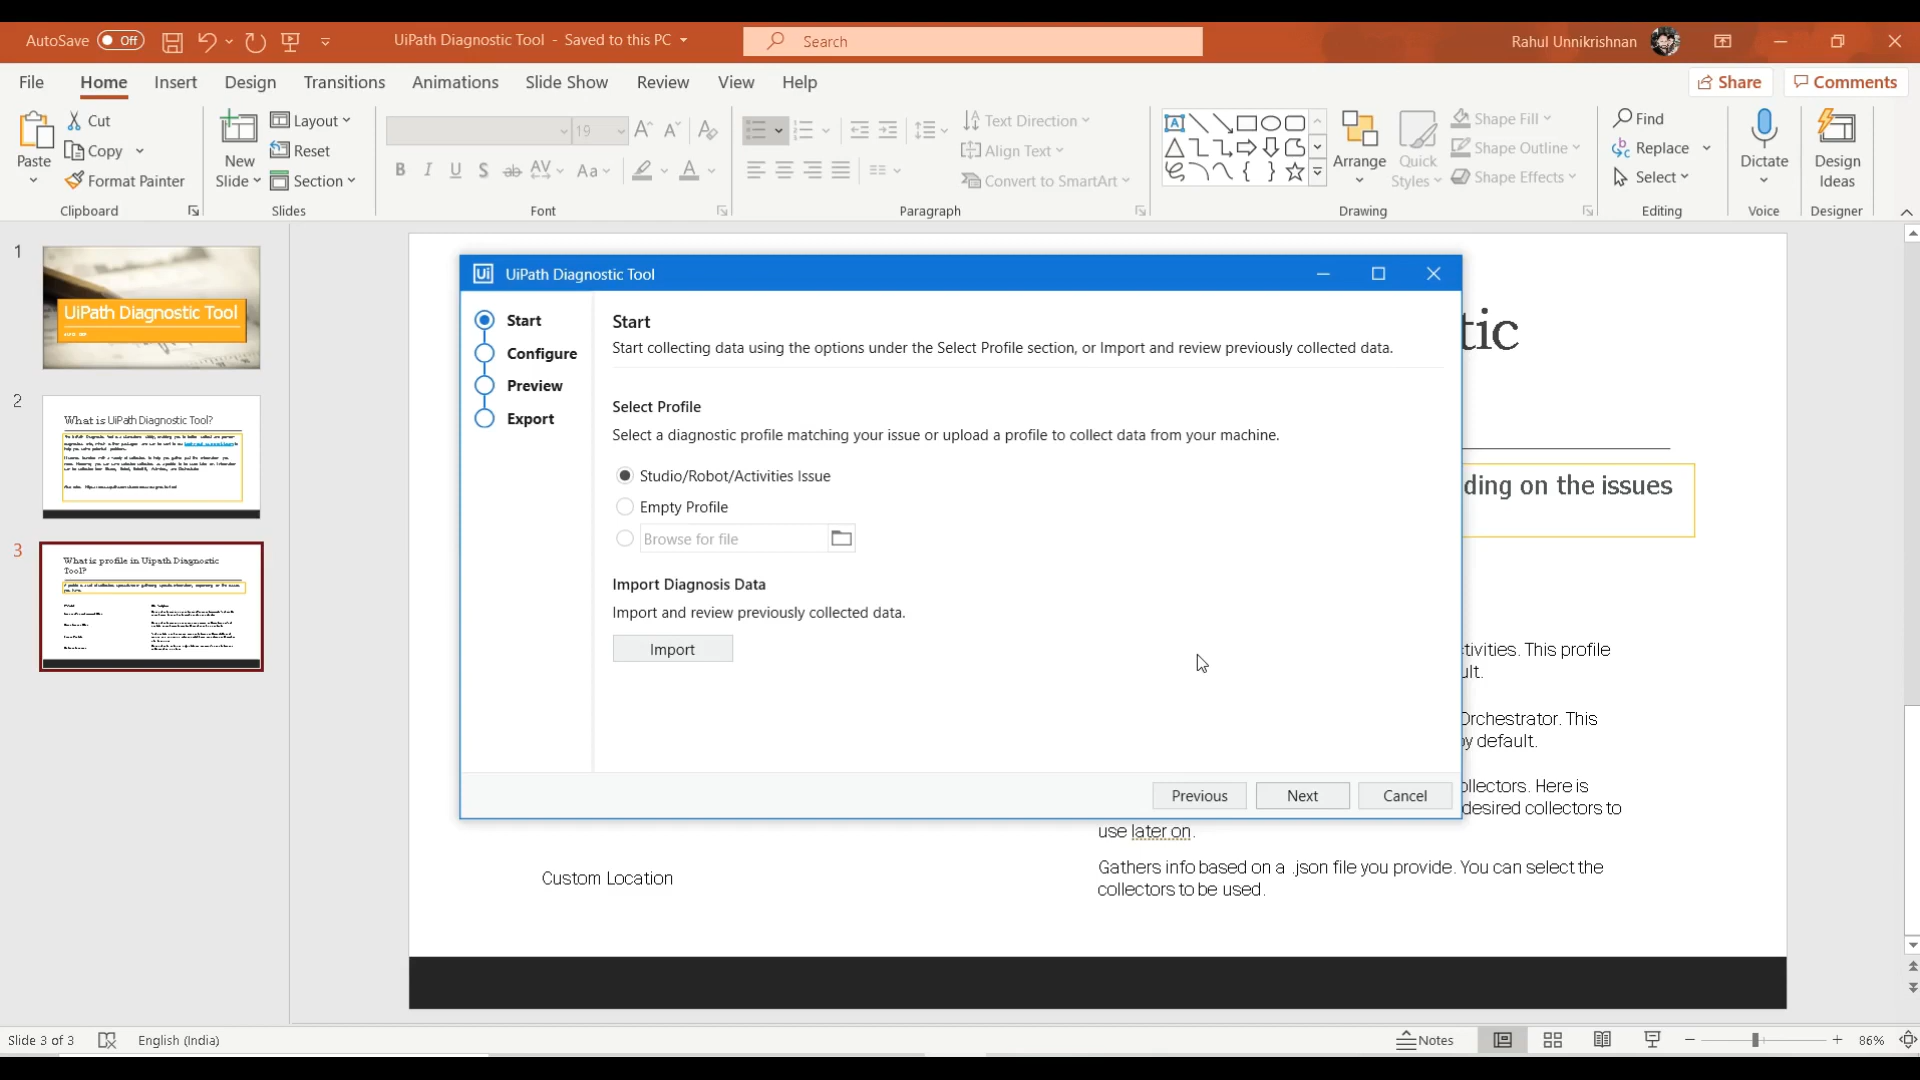 AutoSave Off
UiPath Diagnostic Tool - Saved to this PC
Search
Rahul Unnikrishnan
File Home Insert Design Transitions Animations Slide Show Review View Help
Share Comments
Paste
Cut
Copy
Format Painter
Clipboard
New Slide
Layout
Reset
Section
Slides
19
B I U S ab AV Aa A
Font
Text Direction
Align Text
Convert to SmartArt
Paragraph
Arrange
Quick Styles
Shape Fill
Shape Outline
Shape Effects
Drawing
Find
Replace
Select
Editing
Dictate
Voice
Design Ideas
Designer
1
UiPath Diagnostic Tool
2
What is UiPath Diagnostic Tool?
3
What is profile in Uipath Diagnostic
Tool?
Ui UiPath Diagnostic Tool
Start
Configure
Preview
Export
Start
Start collecting data using the options under the Select Profile section, or Import and review previously collected data.
Select Profile
Select a diagnostic profile matching your issue or upload a profile to collect data from your machine.
Studio/Robot/Activities Issue
Empty Profile
Browse for file
Import Diagnosis Data
Import and review previously collected data.
Import
Previous Next Cancel
tic
ding on the issues
tivities. This profile
ult.
Orchestrator. This
by default.
ollectors. Here is
desired collectors to
use later on.
Custom Location
Gathers info based on a .json file you provide. You can select the
collectors to be used.
Slide 3 of 3 English (India) Notes 86%